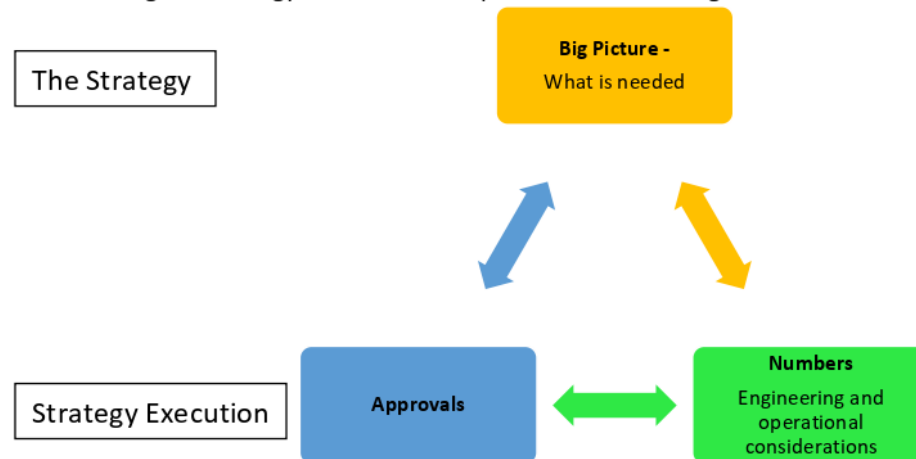 The Strategy
Big Picture -
What is needed
Approvals
Strategy Execution
Numbers
Engineering and
operational
considerations